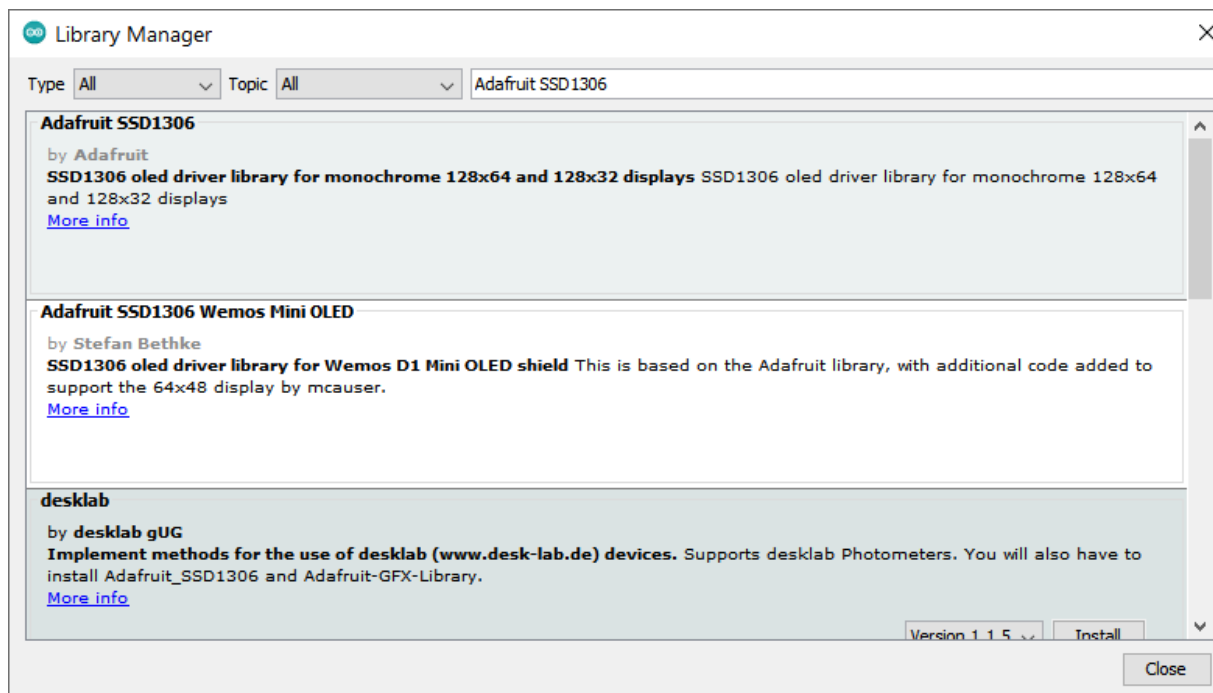 Library Manager
Type All Topic All Adafruit SSD1306
Adafruit SSD1306
by Adafruit
SSD1306 oled driver library for monochrome 128x64 and 128x32 displays SSD1306 oled driver library for monochrome 128x64
and 128x32 displays
More info
Adafruit SSD1306 Wemos Mini OLED
by Stefan Bethke
SSD1306 oled driver library for Wemos D1 Mini OLED shield This is based on the Adafruit library, with additional code added to
support the 64x48 display by mcauser.
More info
desklab
by desklab gUG
Implement methods for the use of desklab (www.desk-lab.de) devices. Supports desklab Photometers. You will also have to
install Adafruit_SSD1306 and Adafruit-GFX-Library.
More info
Version 1.1.5 Install
Close